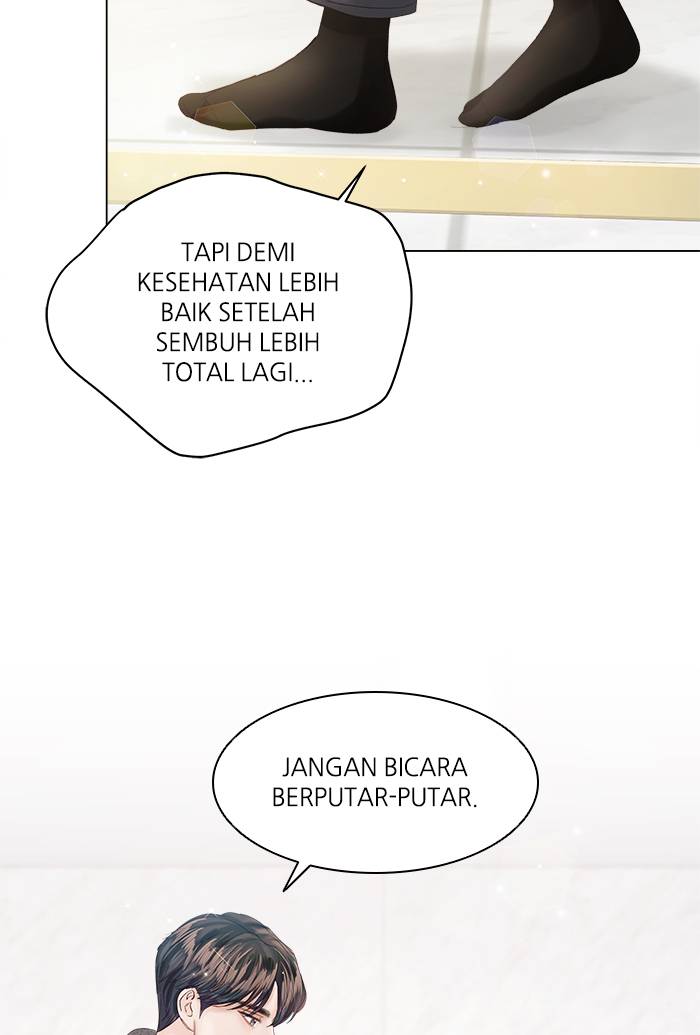 TAPI DEMI
KESEHATAN LEBIH
BAIK SETELAH
SEMBUH LEBIH
TOTAL LAGI...
JANGAN BICARA
BERPUTAR-PUTAR.